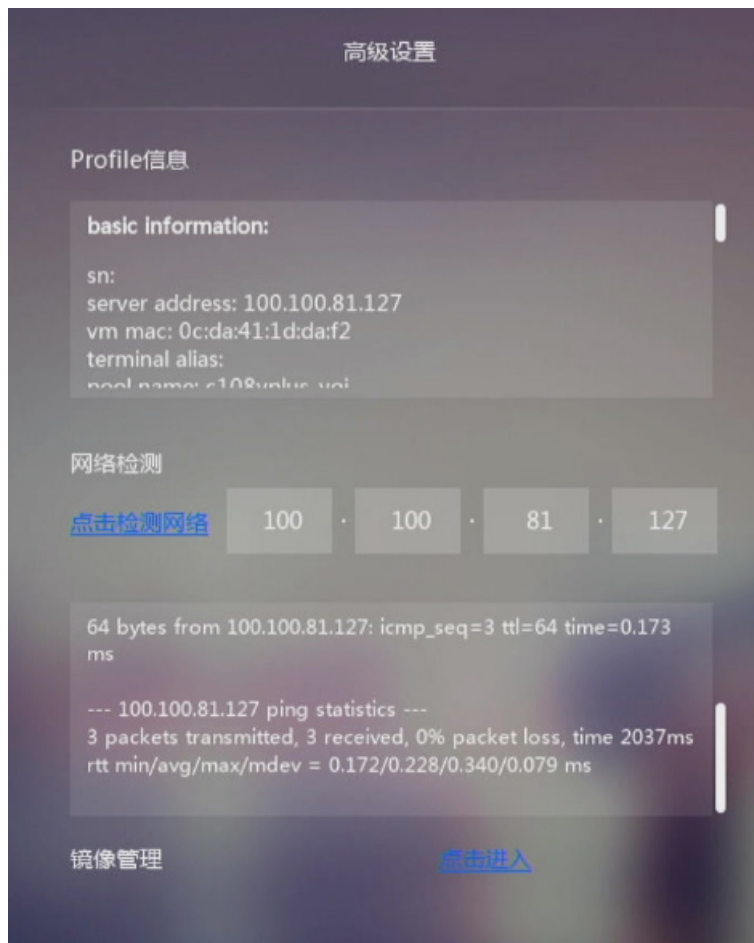 高级设置
Profile信息
basic information:
sn:
server address: 100.100.81.127
vm mac: 0c:da:41:1d:da:f2
terminal alias:
pool name: c108vplus_voi
网络检测
点击检测网络 100 . 100 . 81 . 127
64 bytes from 100.100.81.127: icmp_seq=3 ttl=64 time=0.173
ms
--- 100.100.81.127 ping statistics ---
3 packets transmitted, 3 received, 0% packet loss, time 2037ms
rtt min/avg/max/mdev = 0.172/0.228/0.340/0.079 ms
镜像管理 点击进入